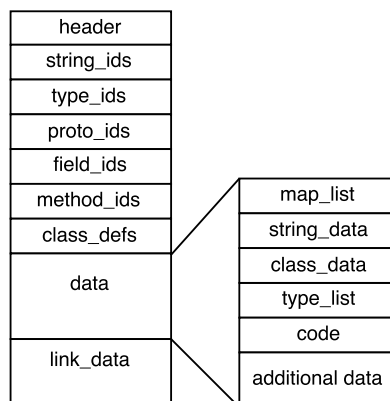 header
string_ids
type_ids
proto_ids
field_ids
method_ids
class_defs
data
link_data
map_list
string_data
class_data
type_list
code
additional data